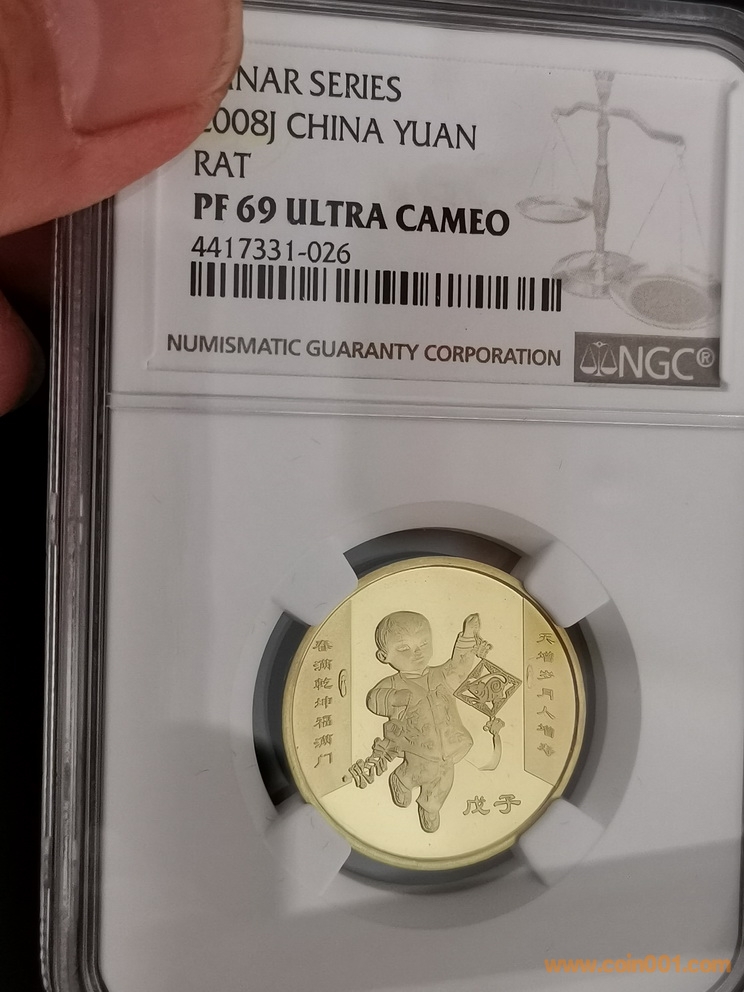 NAR SERIES
2008J CHINA YUAN
RAT
PF 69 ULTRA CAMEO
4417331-026
NUMISMATIC GUARANTY CORPORATION
NGC®
天增岁月人增寿
春满乾坤福满门
戊子
www.coin001.com